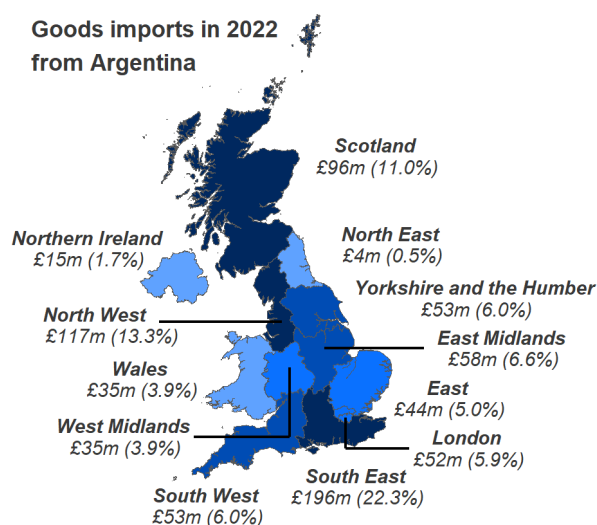 Goods imports in 2022
from Argentina
Scotland
£96m (11.0%)
Northern Ireland
£15m (1.7%)
North East
£4m (0.5%)
Yorkshire and the Humber
£53m (6.0%)
North West
£117m (13.3%)
East Midlands
£58m (6.6%)
Wales
£35m (3.9%)
East
£44m (5.0%)
West Midlands
£35m (3.9%)
London
£52m (5.9%)
South East
£196m (22.3%)
South West
£53m (6.0%)